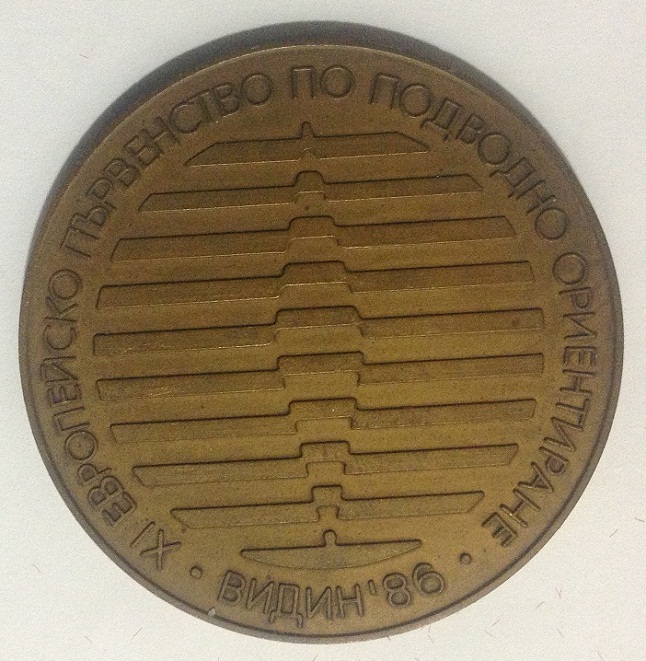 XI ЕВРОПЕЙСКО ПЪРВЕНСТВО ПО ПОДВОДНО ОРИЕНТИРАНЕ
• ВИДИН '86 •